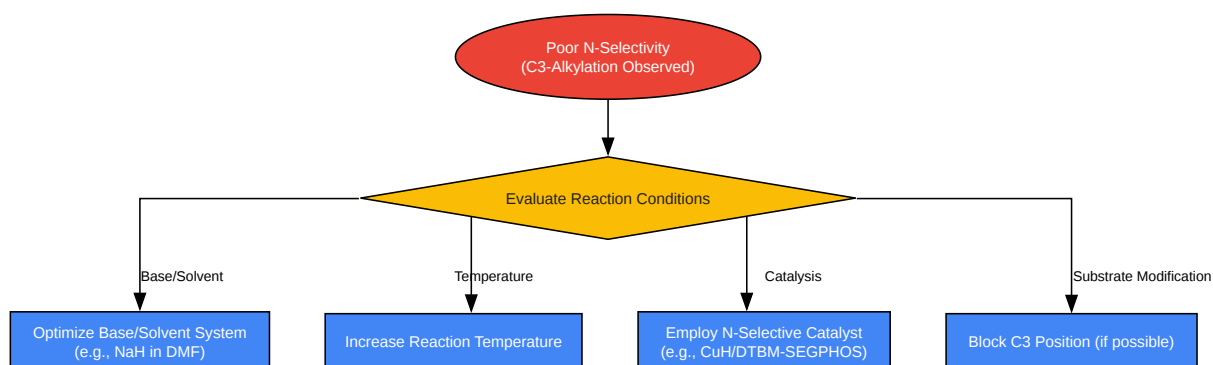 Poor N-Selectivity
(C3-Alkylation Observed)
Evaluate Reaction Conditions
Base/Solvent
Temperature
Catalysis
Substrate Modification
Optimize Base/Solvent System
(e.g., NaH in DMF)
Increase Reaction Temperature
Employ N-Selective Catalyst
(e.g., CuH/DTBM-SEGPHOS)
Block C3 Position (if possible)